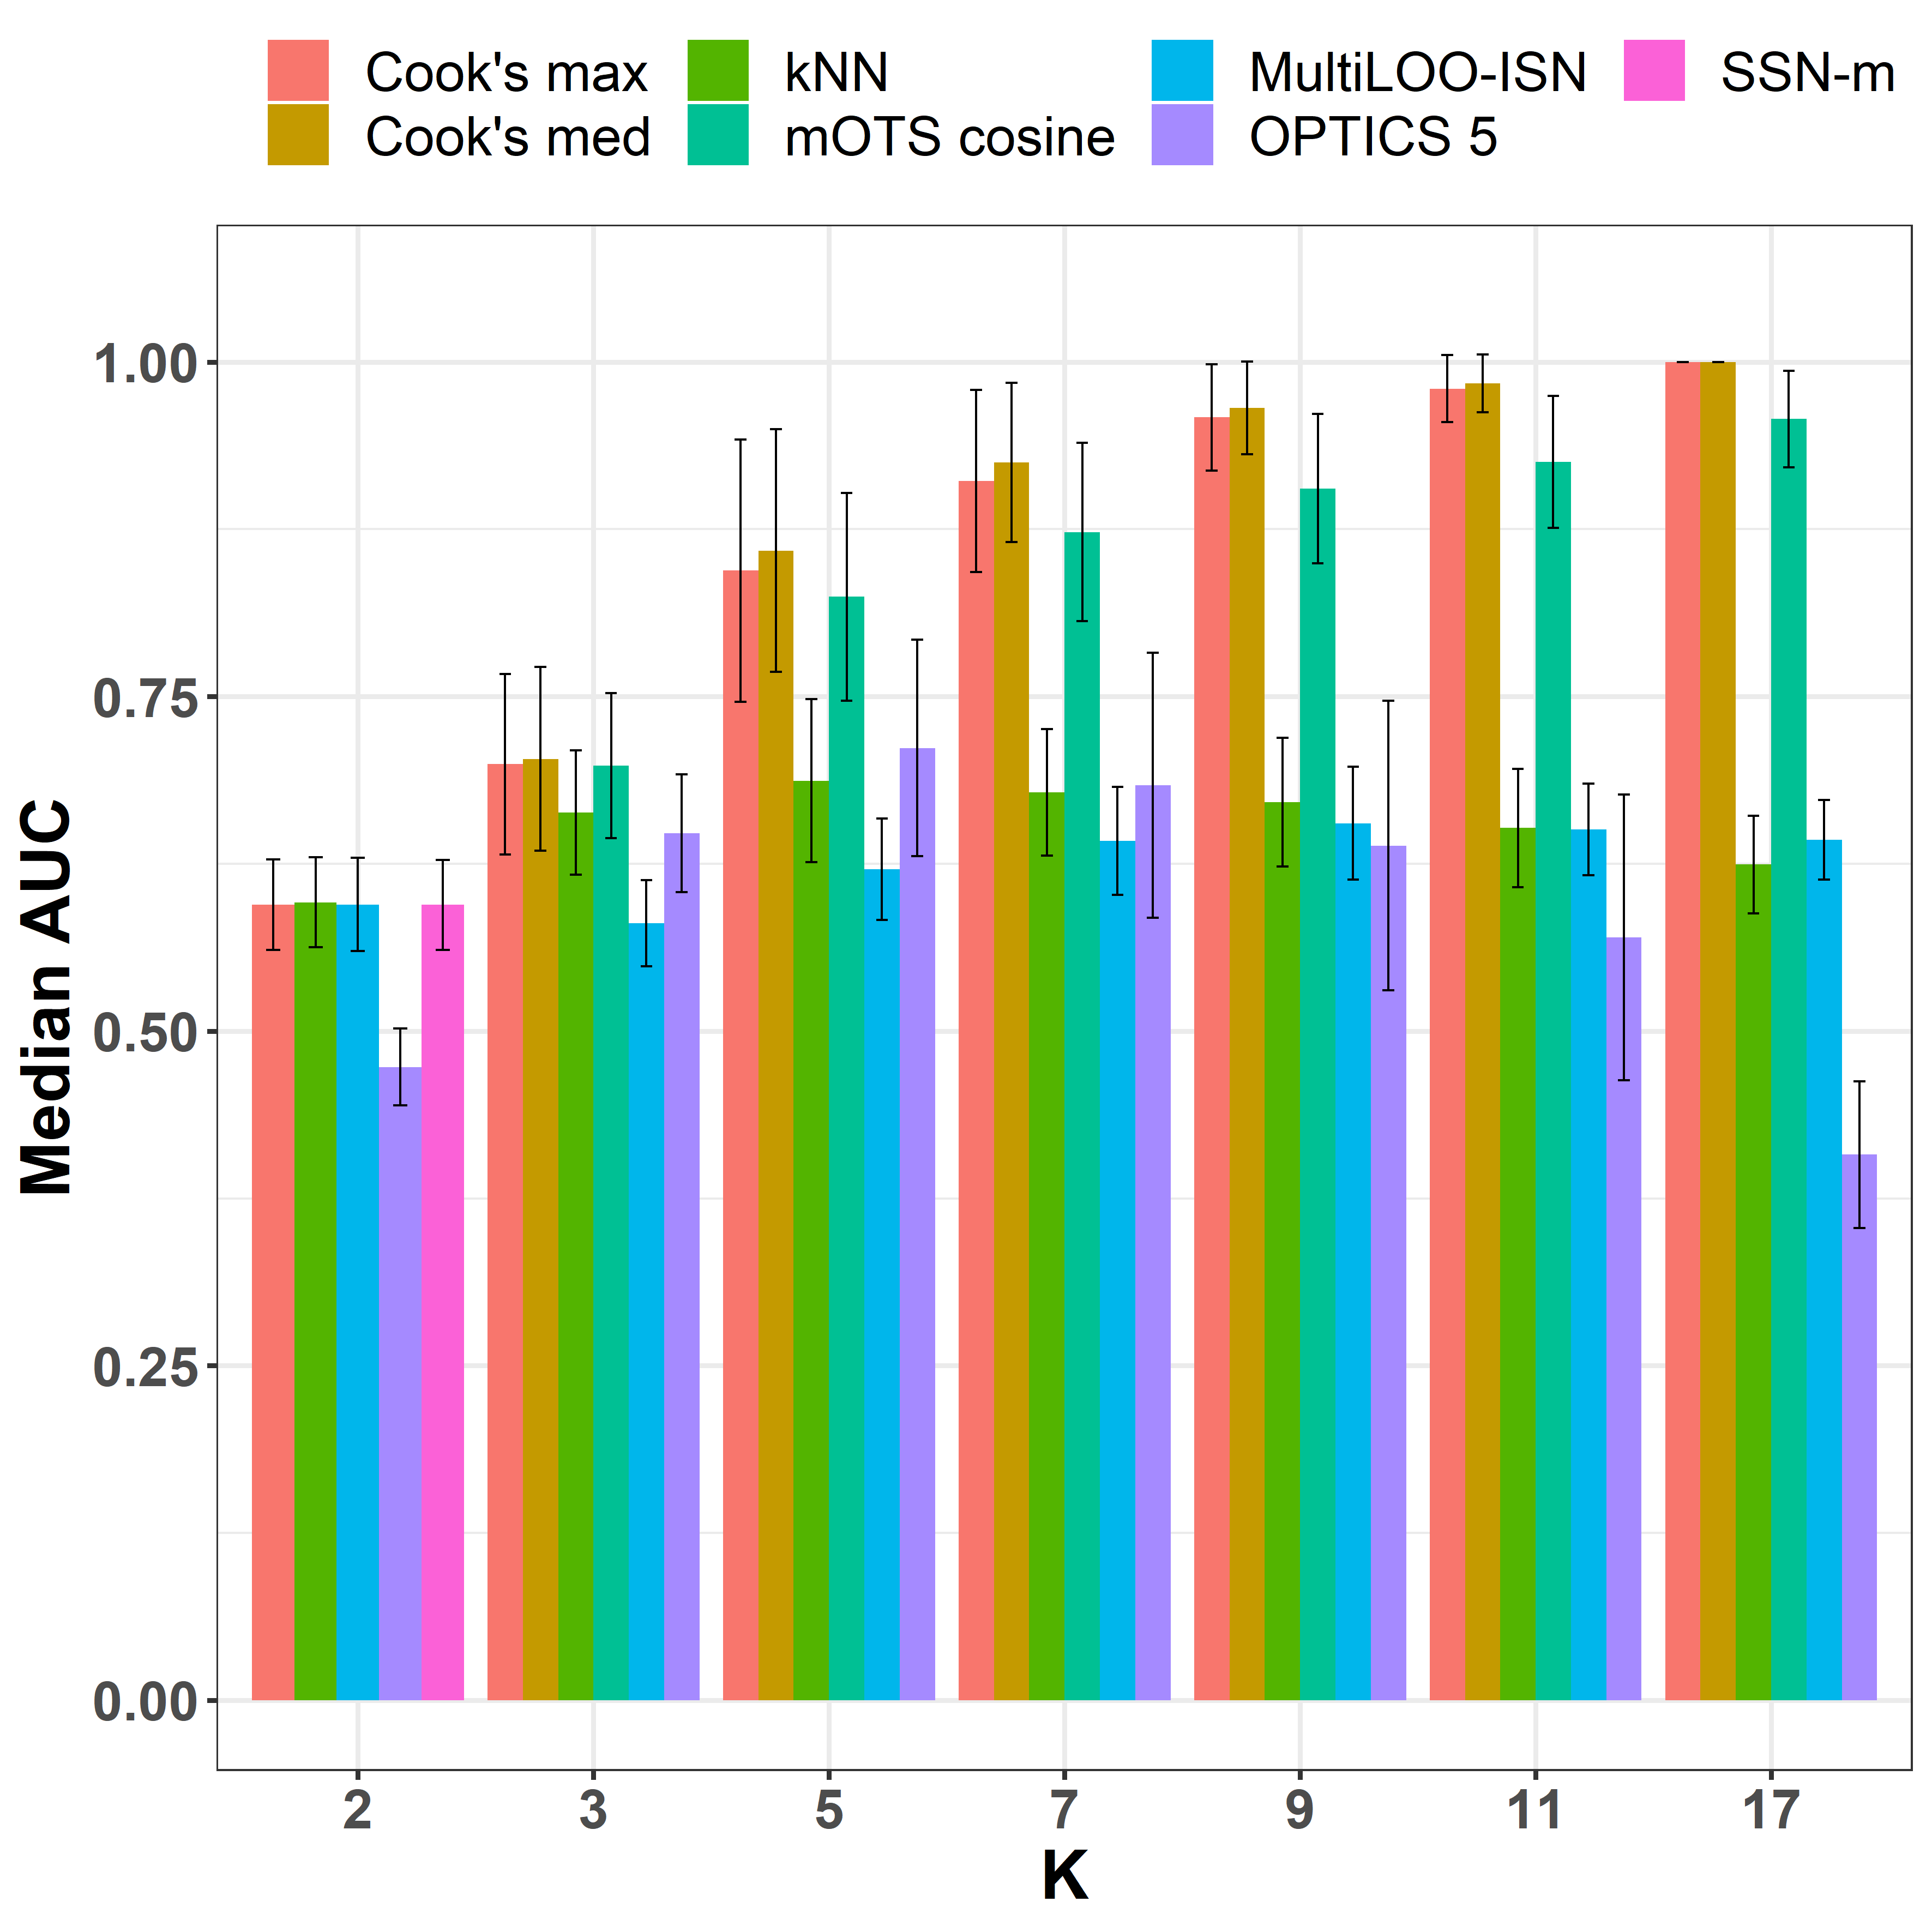 Cook's max kNN MultiLOO-ISN SSN-m
Cook's med mOTS cosine OPTICS 5
1.00
0.75
0.50
0.25
0.00
Median AUC
2 3 5 7 9 11 17
K